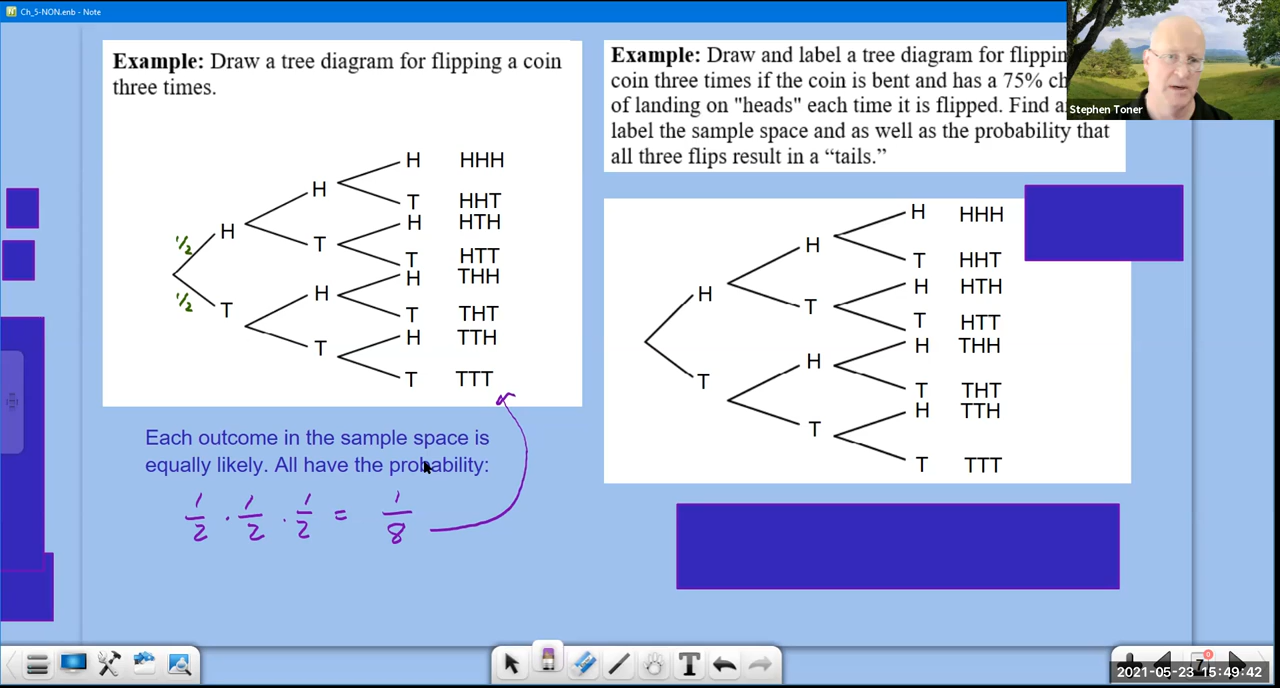 Ch_5-NON.enb - Note
Example: Draw a tree diagram for flipping a coin
three times.
H HHH
H
T HHT
H HTH
½ H
T
T HTT
H THH
½ T
H
T THT
H TTH
T
T TTT
Each outcome in the sample space is
equally likely. All have the probability:
1/2 · 1/2 · 1/2 = 1/8
Example: Draw and label a tree diagram for flippin
coin three times if the coin is bent and has a 75% ch
of landing on "heads" each time it is flipped. Find a
label the sample space and as well as the probability that
all three flips result in a “tails.”
H HHH
H
T HHT
H HTH
H
T
T HTT
H THH
H
T
T THT
H TTH
T
T TTT
Stephen Toner
T
7
0
2021-05-23 15:49:42